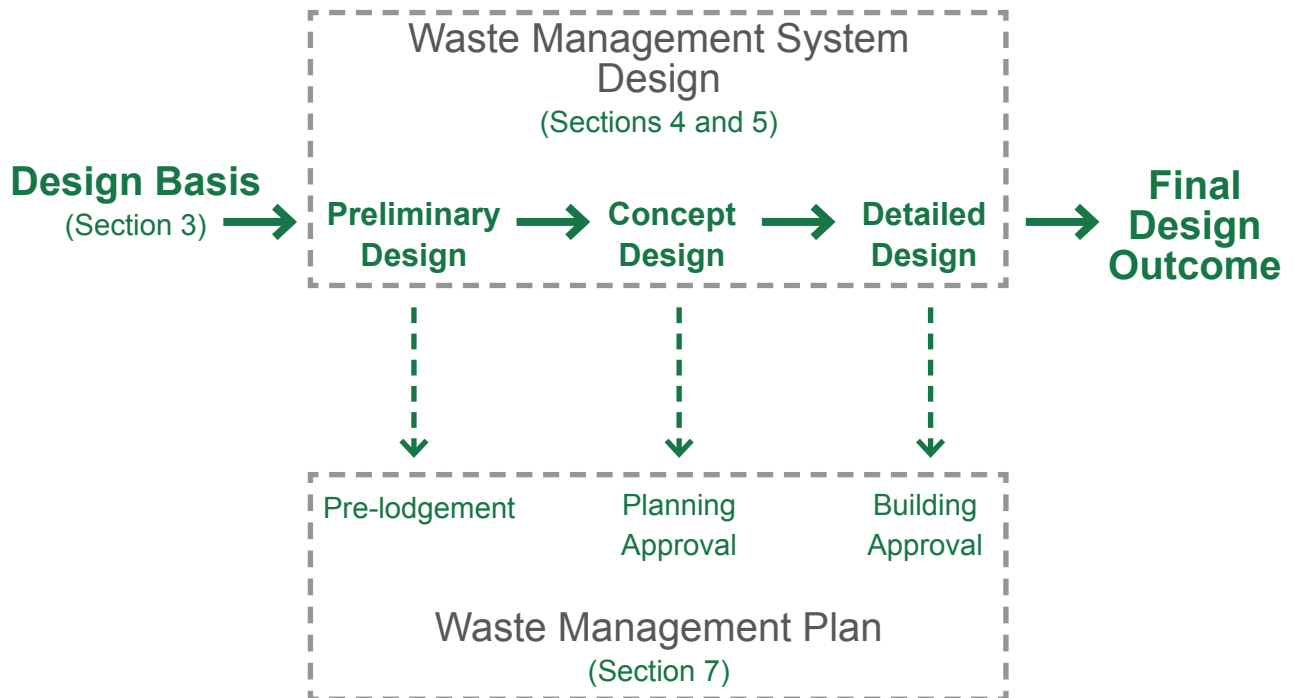 Waste Management System
Design
(Sections 4 and 5)
Design Basis
(Section 3)
Preliminary
Design
Concept
Design
Detailed
Design
Final
Design
Outcome
Pre-lodgement
Planning
Approval
Building
Approval
Waste Management Plan
(Section 7)